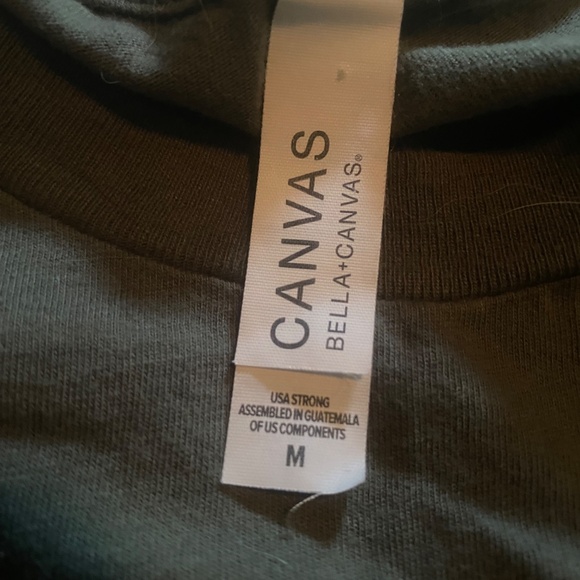 CANVAS
BELLA+CANVAS®
USA STRONG
ASSEMBLED IN GUATEMALA
OF US COMPONENTS
M